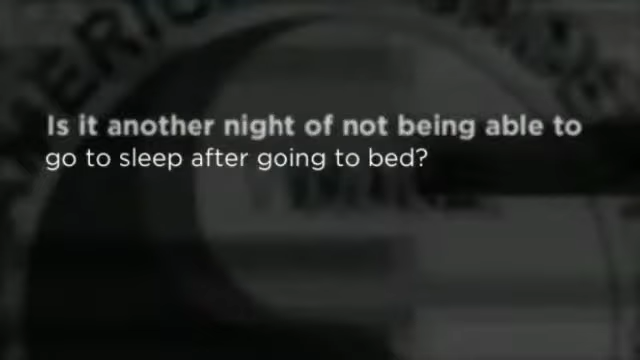 Is it another night of not being able to
go to sleep after going to bed?